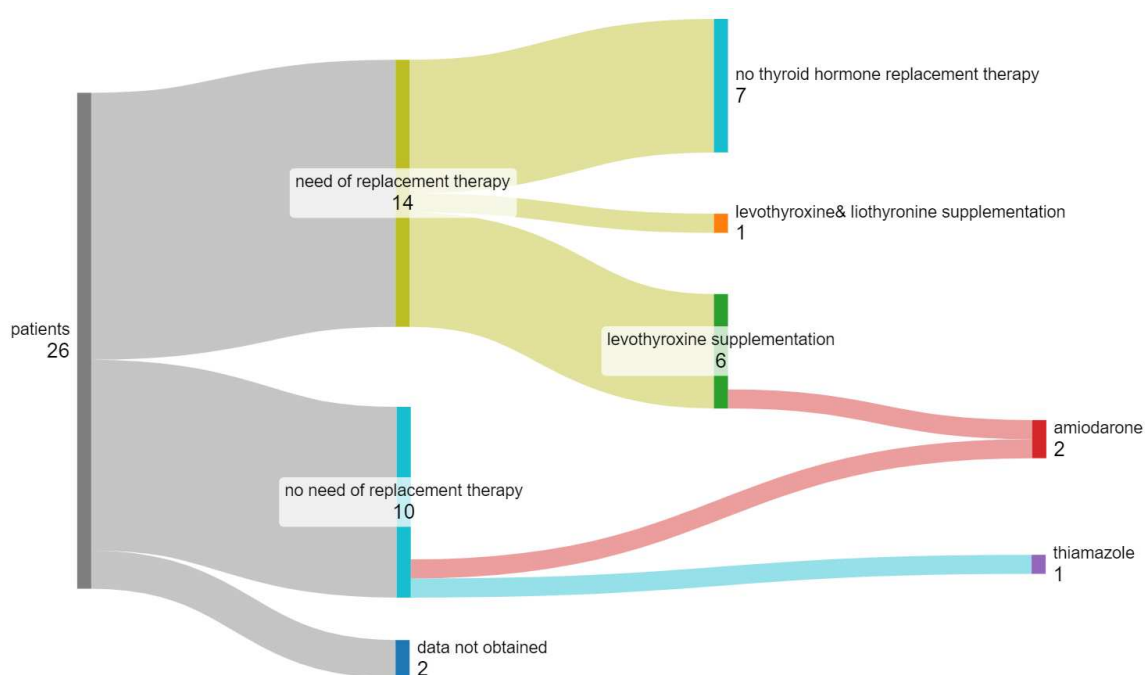 no thyroid hormone replacement therapy
7
need of replacement therapy
14
levothyroxine& liothyronine supplementation
1
patients
26
levothyroxine supplementation
6
amiodarone
2
no need of replacement therapy
10
thiamazole
1
data not obtained
2